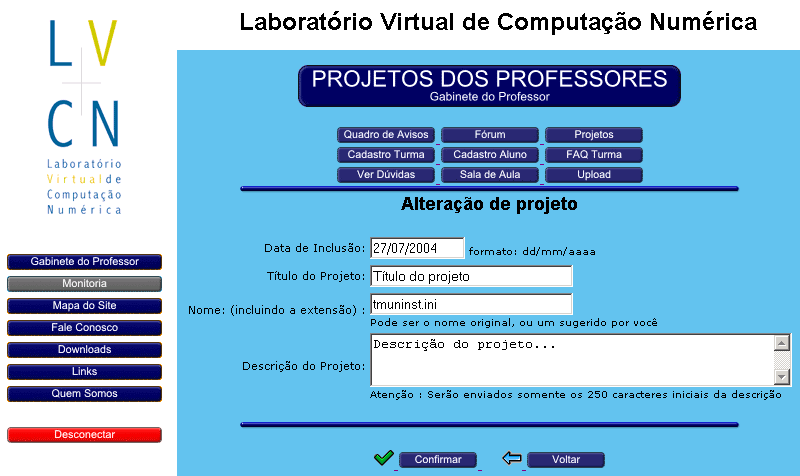 Laboratório Virtual de Computação Numérica
LV
CN
Laboratório
Virtual de
Computação
Numérica
Gabinete do Professor
Monitoria
Mapa do Site
Fale Conosco
Downloads
Links
Quem Somos
Desconectar
PROJETOS DOS PROFESSORES
Gabinete do Professor
Quadro de Avisos Fórum Projetos
Cadastro Turma Cadastro Aluno FAQ Turma
Ver Dúvidas Sala de Aula Upload
Alteração de projeto
Data de Inclusão: 27/07/2004 formato: dd/mm/aaaa
Título do Projeto: Título do projeto
Nome: (incluindo a extensão) : tmuninst.ini
Pode ser o nome original, ou um sugerido por você
Descrição do Projeto: Descrição do projeto...
Atenção : Serão enviados somente os 250 caracteres iniciais da descrição
Confirmar Voltar